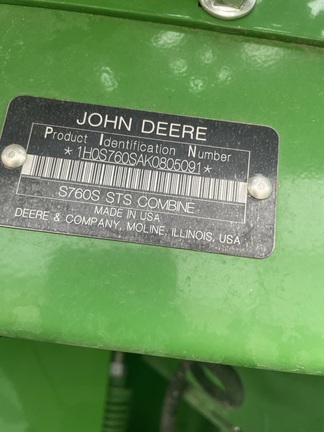 JOHN DEERE
Product Identification Number
*1H0S760SAK0805091*
S760S STS COMBINE
MADE IN USA
DEERE & COMPANY, MOLINE, ILLINOIS, USA